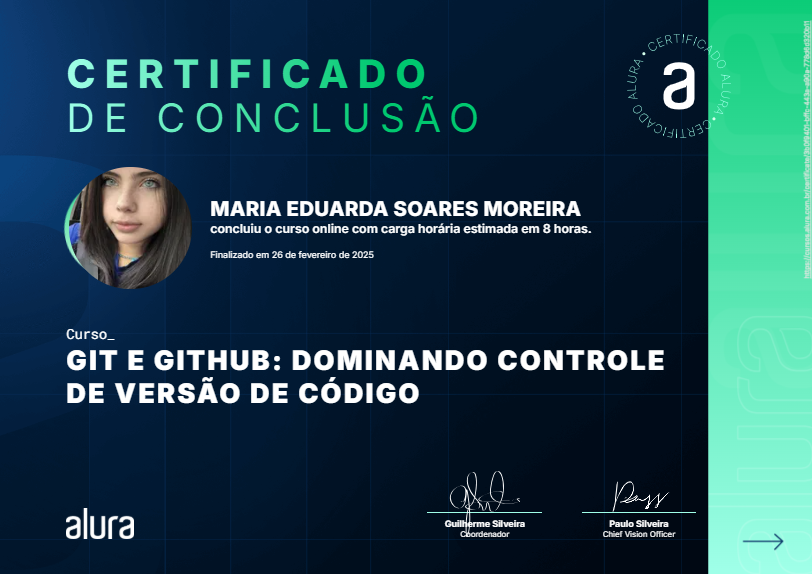 CERTIFICADO
DE CONCLUSÃO
• CERTIFICADO ALURA • CERTIFICADO ALURA
a
MARIA EDUARDA SOARES MOREIRA
concluiu o curso online com carga horária estimada em 8 horas.
Finalizado em 26 de fevereiro de 2025
Curso_
GIT E GITHUB: DOMINANDO CONTROLE
DE VERSÃO DE CÓDIGO
alura
Guilherme Silveira
Coordenador
Paulo Silveira
Chief Vision Officer
alura